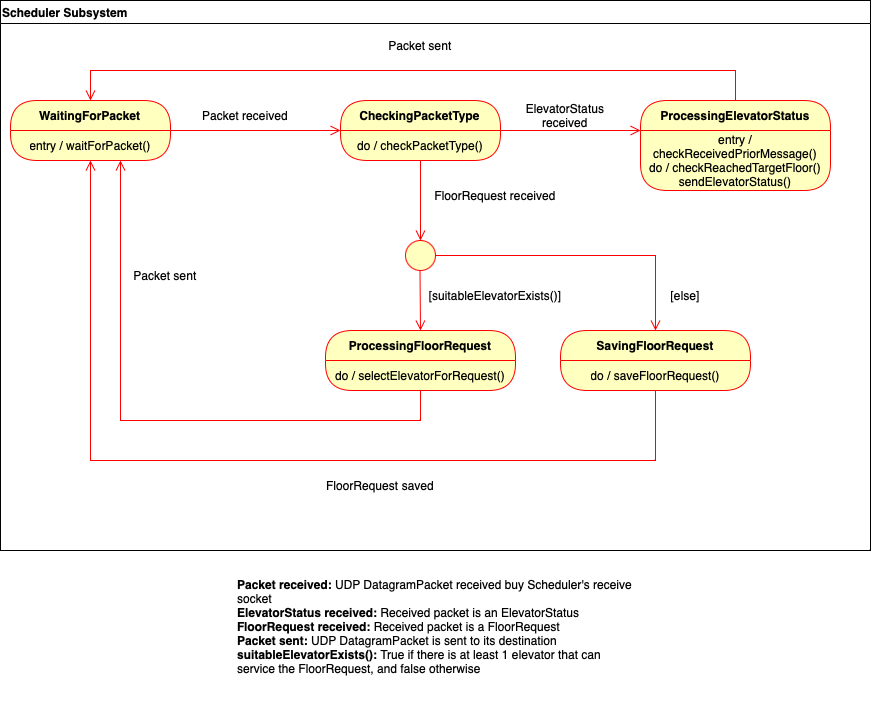 Scheduler Subsystem
Packet sent
WaitingForPacket
entry / waitForPacket()
Packet received
CheckingPacketType
do / checkPacketType()
ElevatorStatus
received
ProcessingElevatorStatus
entry /
checkReceivedPriorMessage()
do / checkReachedTargetFloor()
sendElevatorStatus()
FloorRequest received
Packet sent
[suitableElevatorExists()]
[else]
ProcessingFloorRequest
do / selectElevatorForRequest()
SavingFloorRequest
do / saveFloorRequest()
FloorRequest saved
Packet received: UDP DatagramPacket received buy Scheduler's receive
socket
ElevatorStatus received: Received packet is an ElevatorStatus
FloorRequest received: Received packet is a FloorRequest
Packet sent: UDP DatagramPacket is sent to its destination
suitableElevatorExists(): True if there is at least 1 elevator that can
service the FloorRequest, and false otherwise